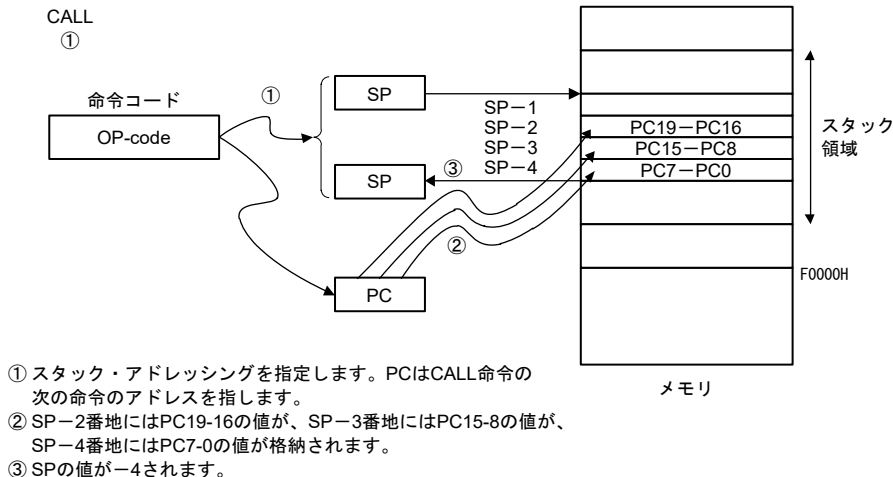 CALL
①
命令コード
OP-code
①
SP
SP
③
②
PC
SP－1
SP－2
SP－3
SP－4
PC19－PC16
PC15－PC8
PC7－PC0
スタック
領域
F0000H
メモリ
① スタック・アドレッシングを指定します。PCはCALL命令の
次の命令のアドレスを指します。
② SP－2番地にはPC19-16の値が、SP－3番地にはPC15-8の値が、
SP－4番地にはPC7-0の値が格納されます。
③ SPの値が－4されます。